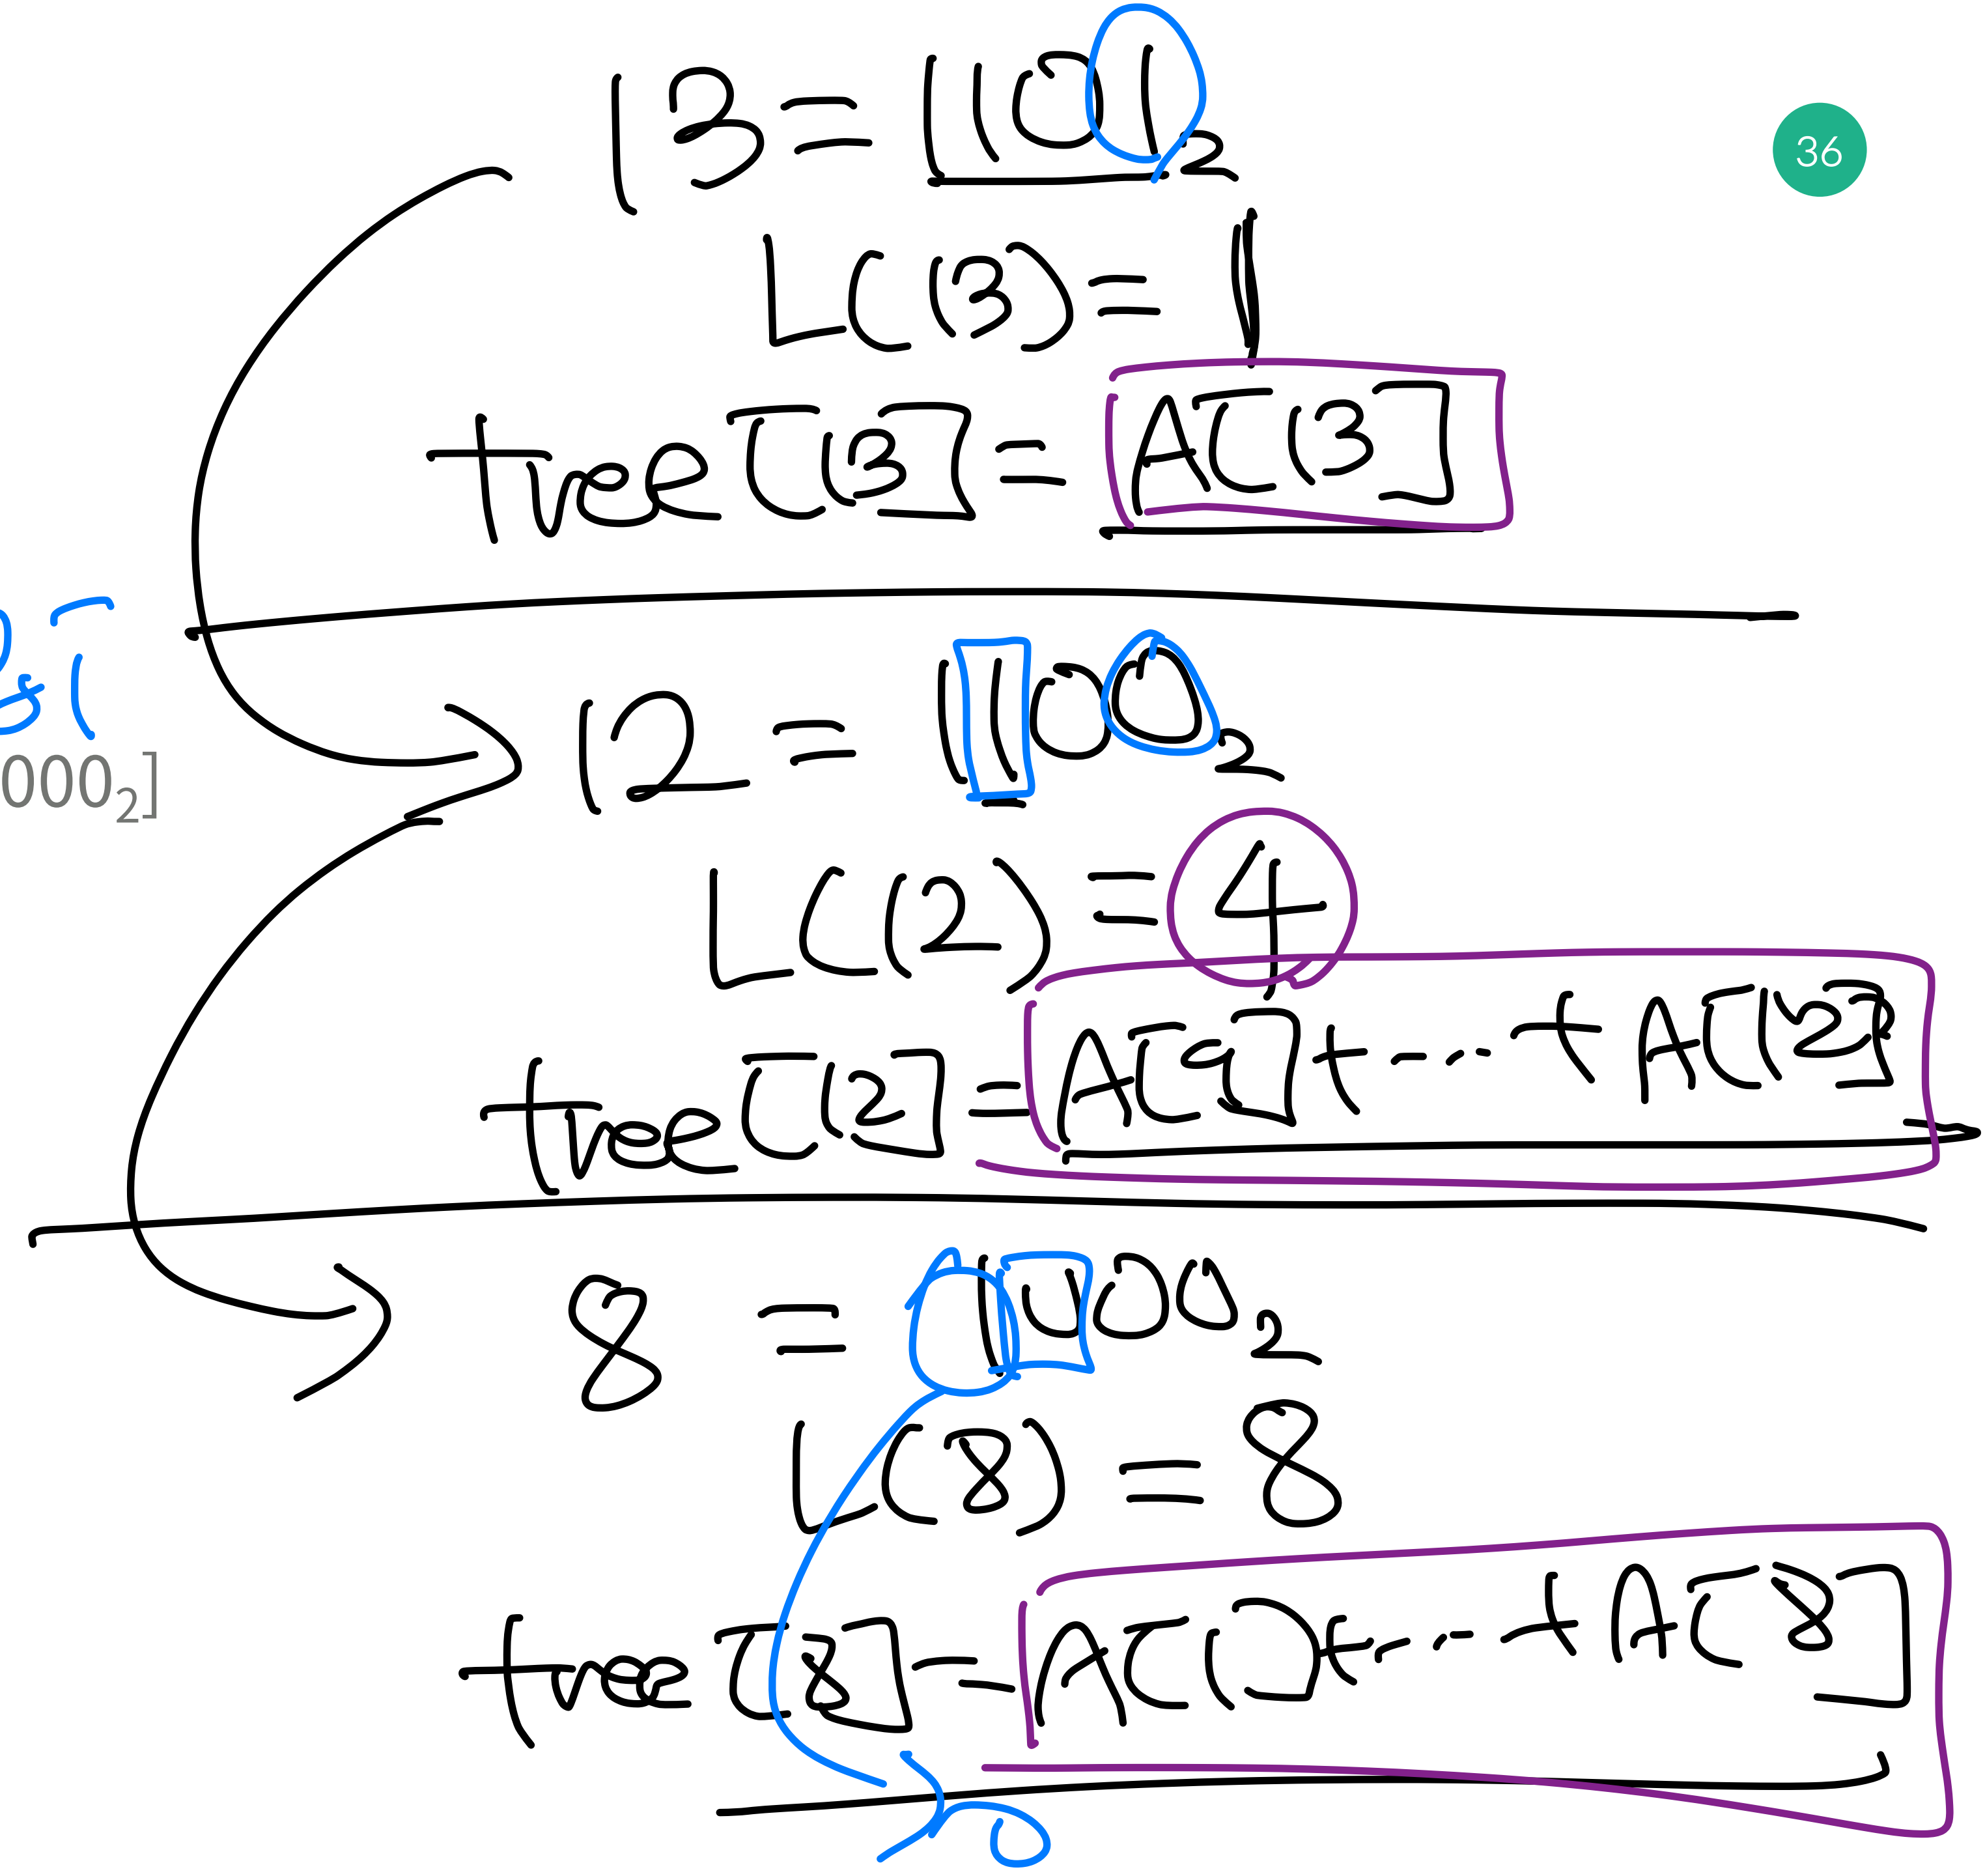 36
13 = 1101₂
L(13) = 1
tree[13] = A[13]
000₂]
12 = 1100₂
L(12) = 4
tree[12] = A[9] + ... + A[12]
8 = 1000₂
L(8) = 8
tree[8] = A[1] + ... + A[8]
0